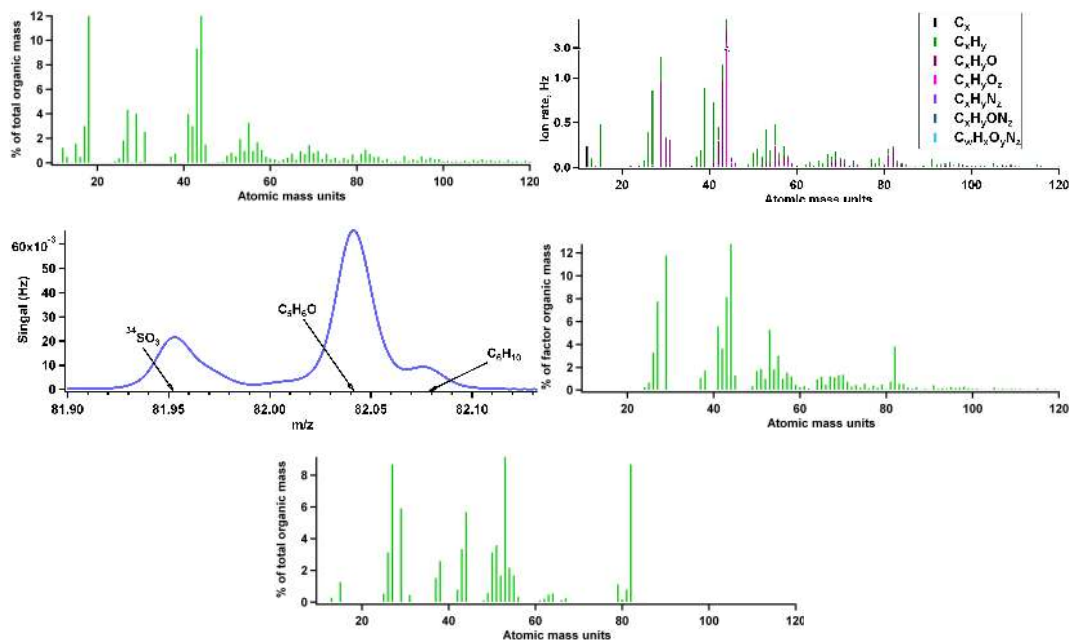 % of total organic mass
12
10
8
6
4
2
0
20 40 60 80 100 120
Atomic mass units
Ion rate, Hz
3.0
1.0
0.5
0.0
20 40 60 80 100 120
Atomic mass units
Cx
CxHy
CxHyO
CxHyOz
CxHyNz
CxHyONz
CwHxOyNz
Singal (Hz)
60x10⁻³
50
40
30
20
10
0
81.90 81.95 82.00 82.05 82.10
m/z
³⁴SO₃
C₅H₆O
C₆H₁₀
% of factor organic mass
12
10
8
6
4
2
0
20 40 60 80 100 120
Atomic mass units
% of total organic mass
8
6
4
2
0
20 40 60 80 100 120
Atomic mass units